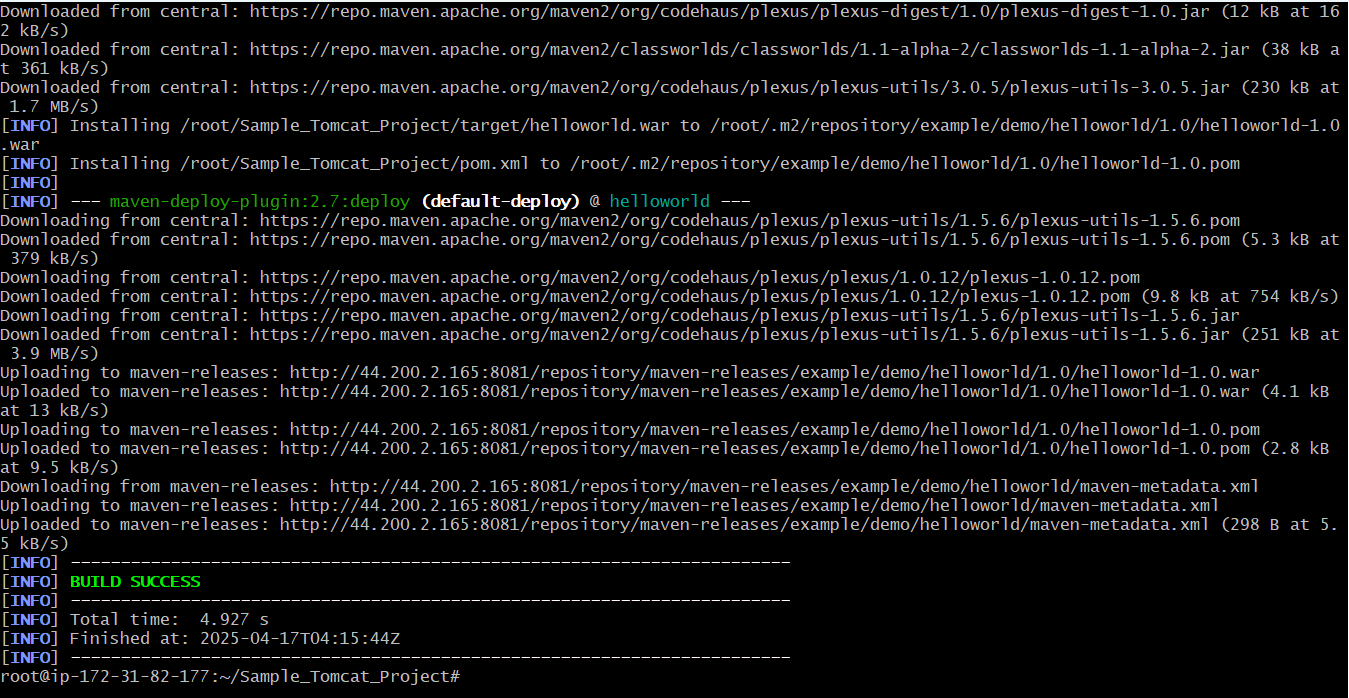 Downloaded from central: https://repo.maven.apache.org/maven2/org/codehaus/plexus/plexus-digest/1.0/plexus-digest-1.0.jar (12 kB at 16
2 kB/s)
Downloaded from central: https://repo.maven.apache.org/maven2/classworlds/classworlds/1.1-alpha-2/classworlds-1.1-alpha-2.jar (38 kB a
t 361 kB/s)
Downloaded from central: https://repo.maven.apache.org/maven2/org/codehaus/plexus/plexus-utils/3.0.5/plexus-utils-3.0.5.jar (230 kB at
 1.7 MB/s)
[INFO] Installing /root/Sample_Tomcat_Project/target/helloworld.war to /root/.m2/repository/example/demo/helloworld/1.0/helloworld-1.0
.war
[INFO] Installing /root/Sample_Tomcat_Project/pom.xml to /root/.m2/repository/example/demo/helloworld/1.0/helloworld-1.0.pom
[INFO]
[INFO] --- maven-deploy-plugin:2.7:deploy (default-deploy) @ helloworld ---
Downloading from central: https://repo.maven.apache.org/maven2/org/codehaus/plexus/plexus-utils/1.5.6/plexus-utils-1.5.6.pom
Downloaded from central: https://repo.maven.apache.org/maven2/org/codehaus/plexus/plexus-utils/1.5.6/plexus-utils-1.5.6.pom (5.3 kB at
 379 kB/s)
Downloading from central: https://repo.maven.apache.org/maven2/org/codehaus/plexus/plexus/1.0.12/plexus-1.0.12.pom
Downloaded from central: https://repo.maven.apache.org/maven2/org/codehaus/plexus/plexus/1.0.12/plexus-1.0.12.pom (9.8 kB at 754 kB/s)
Downloading from central: https://repo.maven.apache.org/maven2/org/codehaus/plexus/plexus-utils/1.5.6/plexus-utils-1.5.6.jar
Downloaded from central: https://repo.maven.apache.org/maven2/org/codehaus/plexus/plexus-utils/1.5.6/plexus-utils-1.5.6.jar (251 kB at
 3.9 MB/s)
Uploading to maven-releases: http://44.200.2.165:8081/repository/maven-releases/example/demo/helloworld/1.0/helloworld-1.0.war
Uploaded to maven-releases: http://44.200.2.165:8081/repository/maven-releases/example/demo/helloworld/1.0/helloworld-1.0.war (4.1 kB
at 13 kB/s)
Uploading to maven-releases: http://44.200.2.165:8081/repository/maven-releases/example/demo/helloworld/1.0/helloworld-1.0.pom
Uploaded to maven-releases: http://44.200.2.165:8081/repository/maven-releases/example/demo/helloworld/1.0/helloworld-1.0.pom (2.8 kB
at 9.5 kB/s)
Downloading from maven-releases: http://44.200.2.165:8081/repository/maven-releases/example/demo/helloworld/maven-metadata.xml
Uploading to maven-releases: http://44.200.2.165:8081/repository/maven-releases/example/demo/helloworld/maven-metadata.xml
Uploaded to maven-releases: http://44.200.2.165:8081/repository/maven-releases/example/demo/helloworld/maven-metadata.xml (298 B at 5.
5 kB/s)
[INFO] ------------------------------------------------------------------------
[INFO] BUILD SUCCESS
[INFO] ------------------------------------------------------------------------
[INFO] Total time:  4.927 s
[INFO] Finished at: 2025-04-17T04:15:44Z
[INFO] ------------------------------------------------------------------------
root@ip-172-31-82-177:~/Sample_Tomcat_Project#